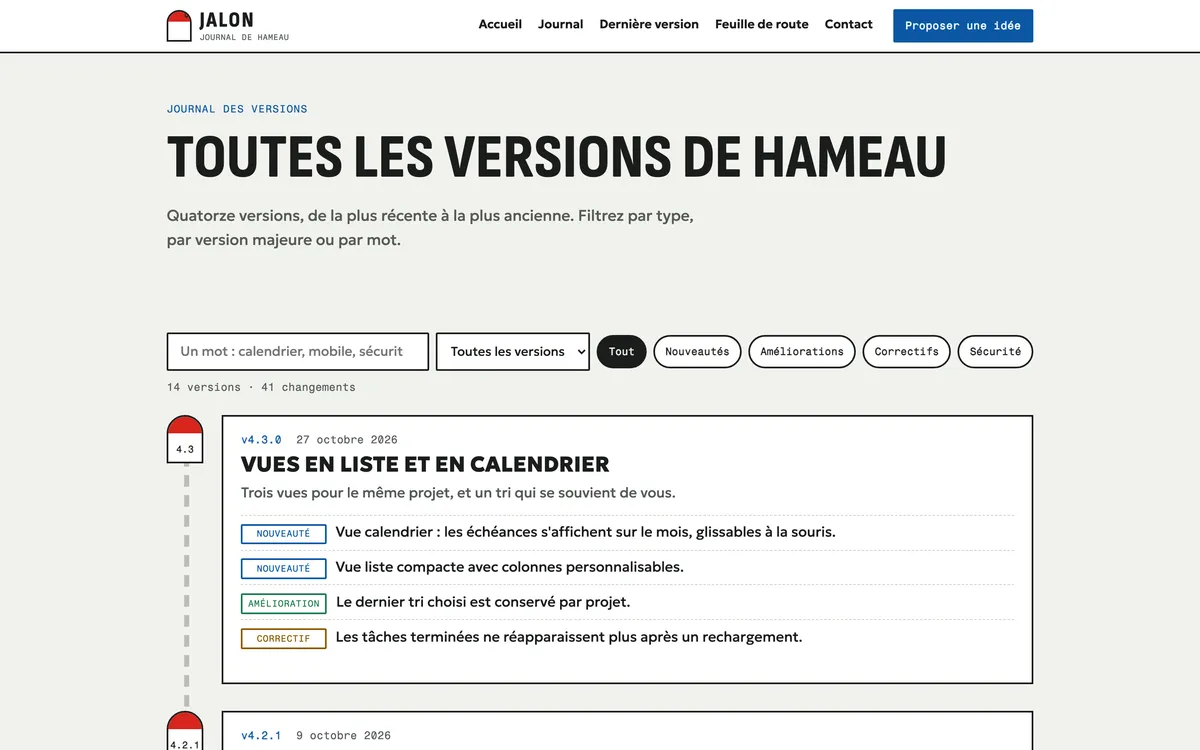 JALON
JOURNAL DE HAMEAU
Accueil
Journal
Dernière version
Feuille de route
Contact
Proposer une idée
JOURNAL DES VERSIONS
TOUTES LES VERSIONS DE HAMEAU
Quatorze versions, de la plus récente à la plus ancienne. Filtrez par type,
par version majeure ou par mot.
Un mot : calendrier, mobile, sécurit
Toutes les versions
Tout
Nouveautés
Améliorations
Correctifs
Sécurité
14 versions · 41 changements
4.3
v4.3.0 27 octobre 2026
VUES EN LISTE ET EN CALENDRIER
Trois vues pour le même projet, et un tri qui se souvient de vous.
NOUVEAUTÉ Vue calendrier : les échéances s'affichent sur le mois, glissables à la souris.
NOUVEAUTÉ Vue liste compacte avec colonnes personnalisables.
AMÉLIORATION Le dernier tri choisi est conservé par projet.
CORRECTIF Les tâches terminées ne réapparaissent plus après un rechargement.
4.2.1
v4.2.1 9 octobre 2026